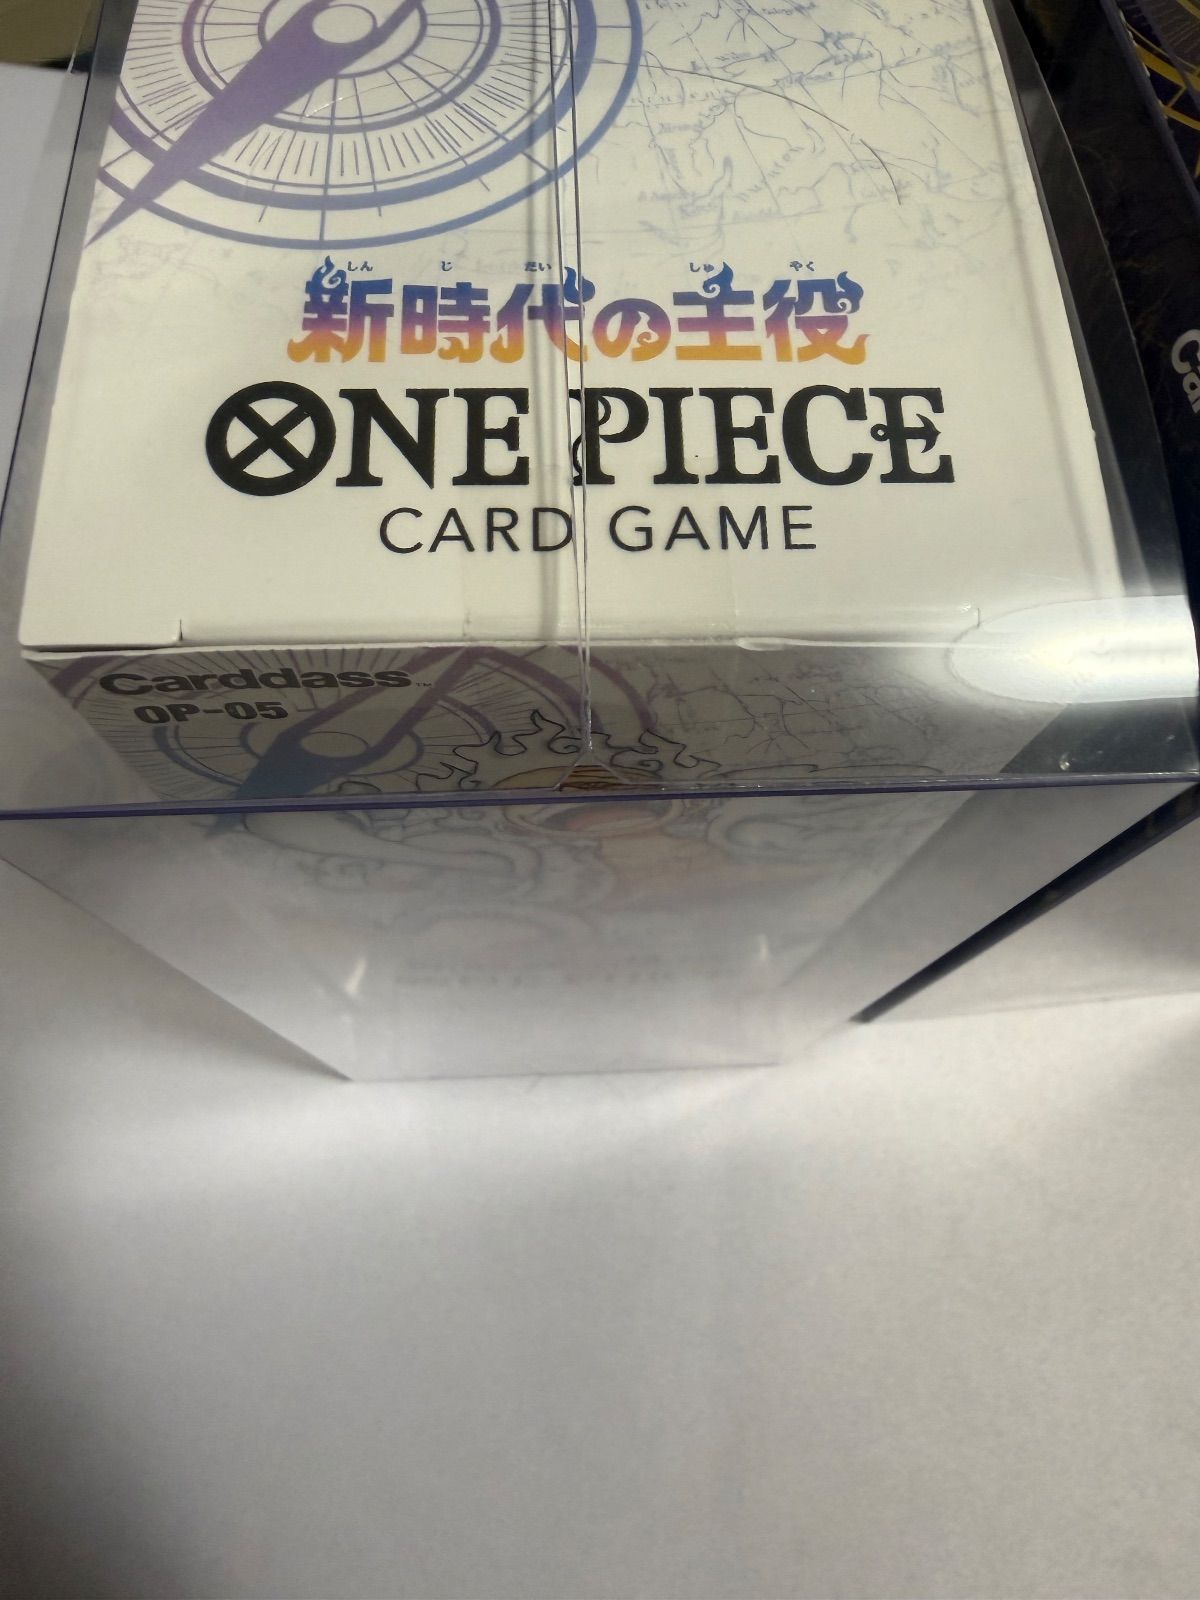 しん じ だい しゅ やく
新時代の主役
ONE PIECE
CARD GAME
Carddass™
OP-05